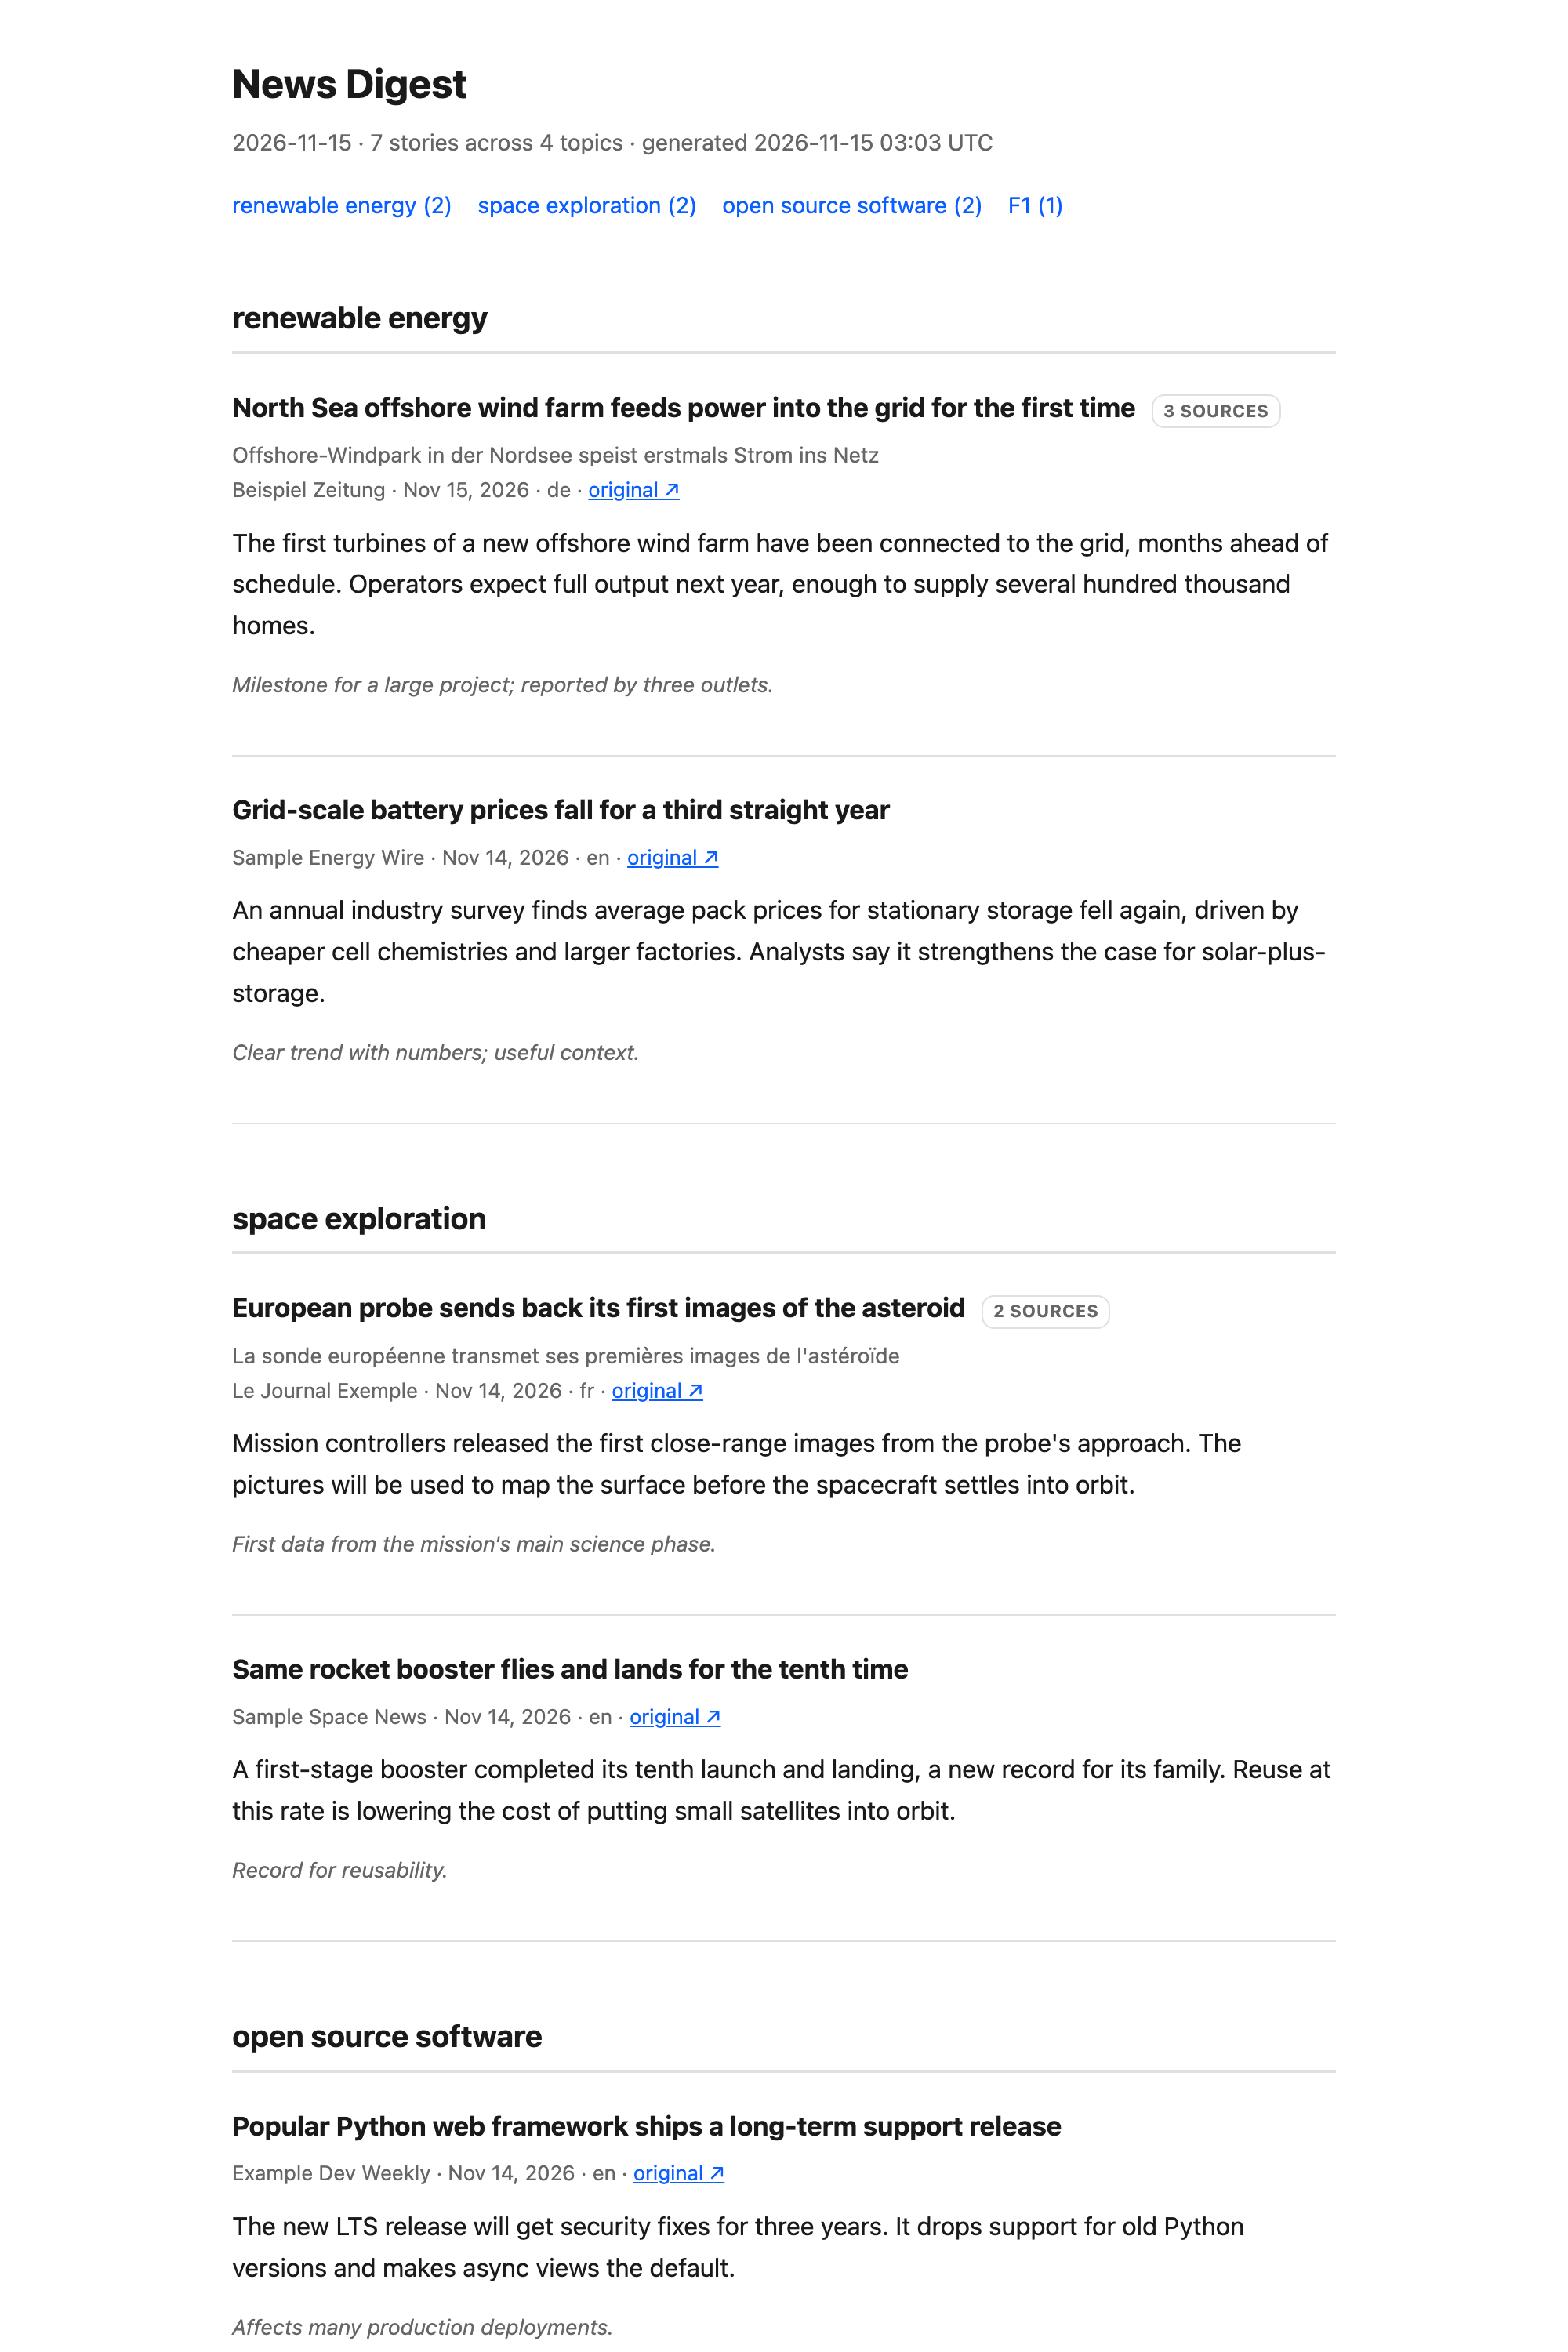 News Digest
2026-11-15 · 7 stories across 4 topics · generated 2026-11-15 03:03 UTC
renewable energy (2) space exploration (2) open source software (2) F1 (1)
renewable energy
North Sea offshore wind farm feeds power into the grid for the first time 3 SOURCES
Offshore-Windpark in der Nordsee speist erstmals Strom ins Netz
Beispiel Zeitung · Nov 15, 2026 · de · original ↗
The first turbines of a new offshore wind farm have been connected to the grid, months ahead of
schedule. Operators expect full output next year, enough to supply several hundred thousand
homes.
Milestone for a large project; reported by three outlets.
Grid-scale battery prices fall for a third straight year
Sample Energy Wire · Nov 14, 2026 · en · original ↗
An annual industry survey finds average pack prices for stationary storage fell again, driven by
cheaper cell chemistries and larger factories. Analysts say it strengthens the case for solar-plus-
storage.
Clear trend with numbers; useful context.
space exploration
European probe sends back its first images of the asteroid 2 SOURCES
La sonde européenne transmet ses premières images de l'astéroïde
Le Journal Exemple · Nov 14, 2026 · fr · original ↗
Mission controllers released the first close-range images from the probe's approach. The
pictures will be used to map the surface before the spacecraft settles into orbit.
First data from the mission's main science phase.
Same rocket booster flies and lands for the tenth time
Sample Space News · Nov 14, 2026 · en · original ↗
A first-stage booster completed its tenth launch and landing, a new record for its family. Reuse at
this rate is lowering the cost of putting small satellites into orbit.
Record for reusability.
open source software
Popular Python web framework ships a long-term support release
Example Dev Weekly · Nov 14, 2026 · en · original ↗
The new LTS release will get security fixes for three years. It drops support for old Python
versions and makes async views the default.
Affects many production deployments.